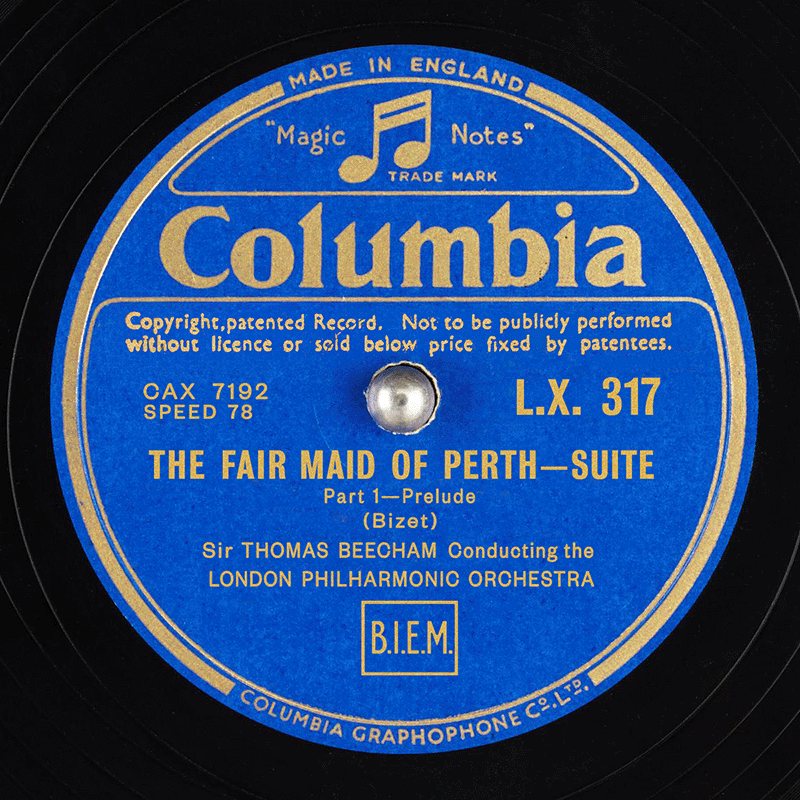 MADE IN ENGLAND
"Magic Notes"
TRADE MARK
Columbia
Copyright, patented Record. Not to be publicly performed
without licence or sold below price fixed by patentees.
CAX 7192 L.X. 317
SPEED 78
THE FAIR MAID OF PERTH—SUITE
Part 1—Prelude
(Bizet)
Sir THOMAS BEECHAM Conducting the
LONDON PHILHARMONIC ORCHESTRA
B.I.E.M.
COLUMBIA GRAPHOPHONE Co. LTD.